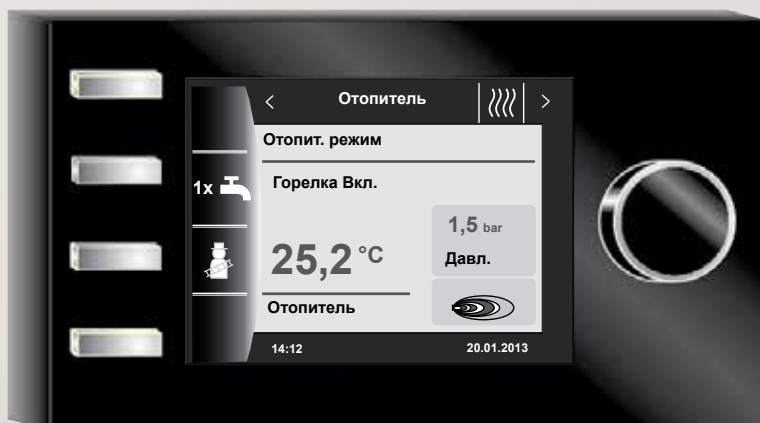 Отопитель
Отопит. режим
Горелка Вкл.
1x
1,5 bar
25,2 °C
Давл.
Отопитель
14:12
20.01.2013